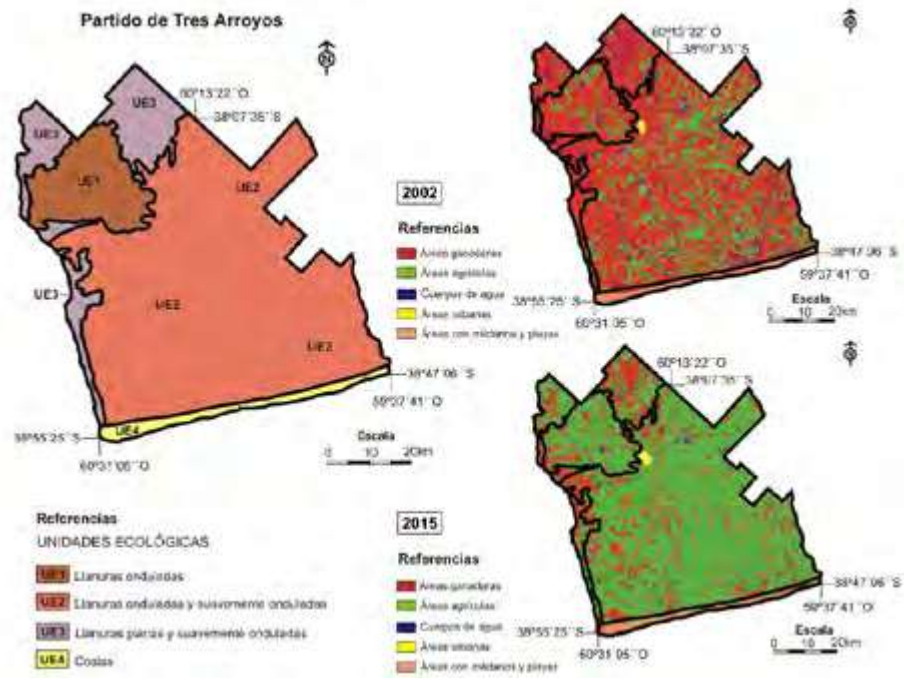 Partido de Tres Arroyos
60°13'22''O
38°07'35''S
UE3
UE3
UE1
UE2
UE3
UE2
UE2
UE4
38°47'06''S
59°37'41''O
38°55'25''S
60°31'05''O
Escala
0 10 20km
Referencias
UNIDADES ECOLÓGICAS
UE1 Llanuras onduladas
UE2 Llanuras onduladas y suavemente onduladas
UE3 Llanuras planas y suavemente onduladas
UE4 Costas
60°13'22''O
38°07'35''S
2002
Referencias
Áreas ganaderas
Áreas agrícolas
Cuerpos de agua
Áreas urbanas
Áreas con médanos y playas
38°47'06''S
59°37'41''O
38°55'25''S
60°31'05''O
Escala
0 10 20km
60°13'22''O
38°07'35''S
2015
Referencias
Áreas ganaderas
Áreas agrícolas
Cuerpos de agua
Áreas urbanas
Áreas con médanos y playas
38°47'06''S
59°37'41''O
38°55'25''S
60°31'05''O
Escala
0 10 20km